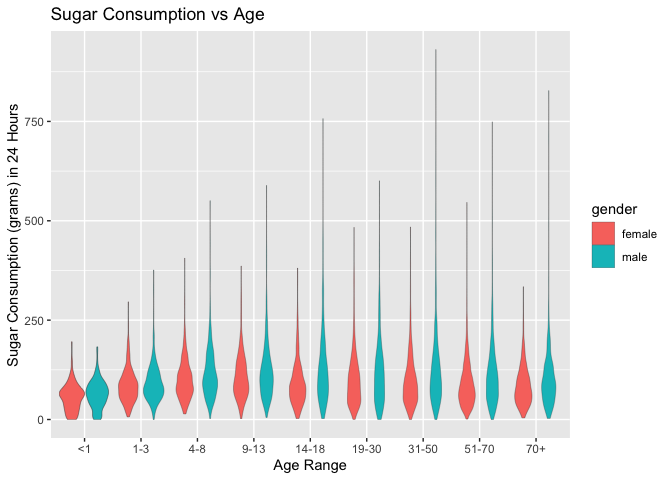 Sugar Consumption vs Age
Sugar Consumption (grams) in 24 Hours
750
500
250
0
<1
1-3
4-8
9-13
14-18
19-30
31-50
51-70
70+
Age Range
gender
female
male